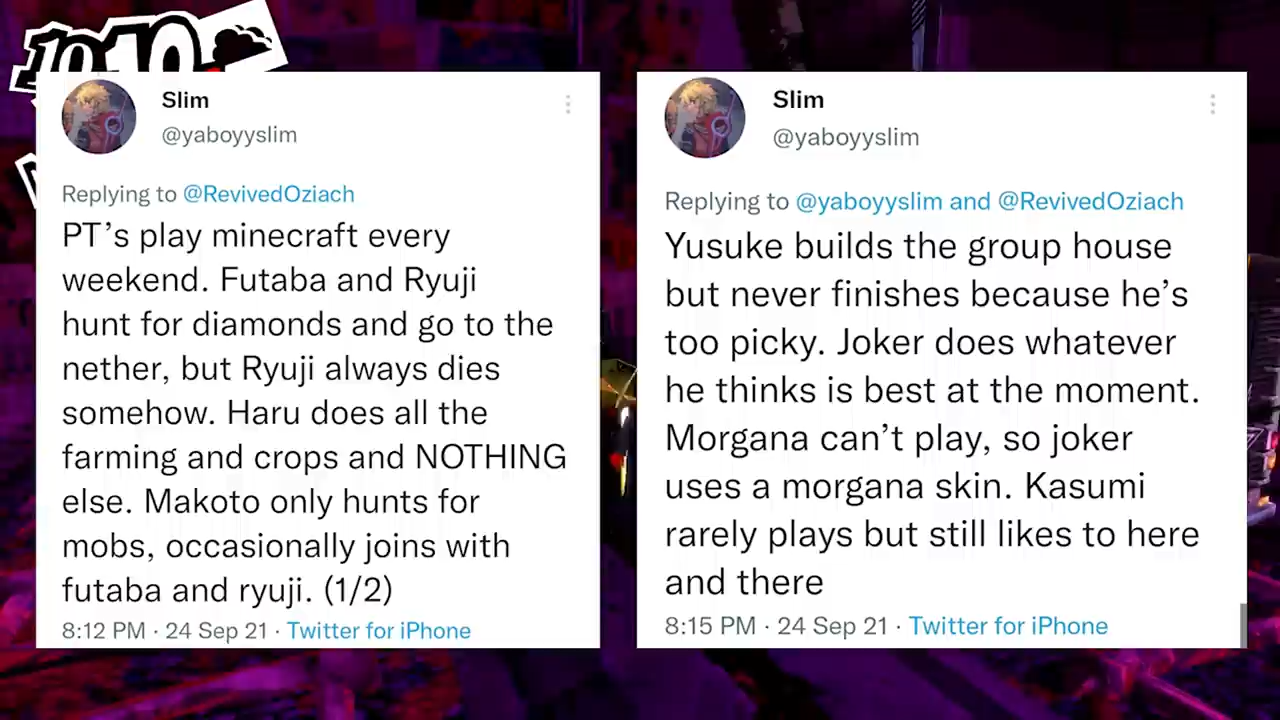 10 10
Slim
@yaboyyslim
Replying to @RevivedOziach
PT’s play minecraft every
weekend. Futaba and Ryuji
hunt for diamonds and go to the
nether, but Ryuji always dies
somehow. Haru does all the
farming and crops and NOTHING
else. Makoto only hunts for
mobs, occasionally joins with
futaba and ryuji. (1/2)
8:12 PM · 24 Sep 21 · Twitter for iPhone
Slim
@yaboyyslim
Replying to @yaboyyslim and @RevivedOziach
Yusuke builds the group house
but never finishes because he’s
too picky. Joker does whatever
he thinks is best at the moment.
Morgana can’t play, so joker
uses a morgana skin. Kasumi
rarely plays but still likes to here
and there
8:15 PM · 24 Sep 21 · Twitter for iPhone